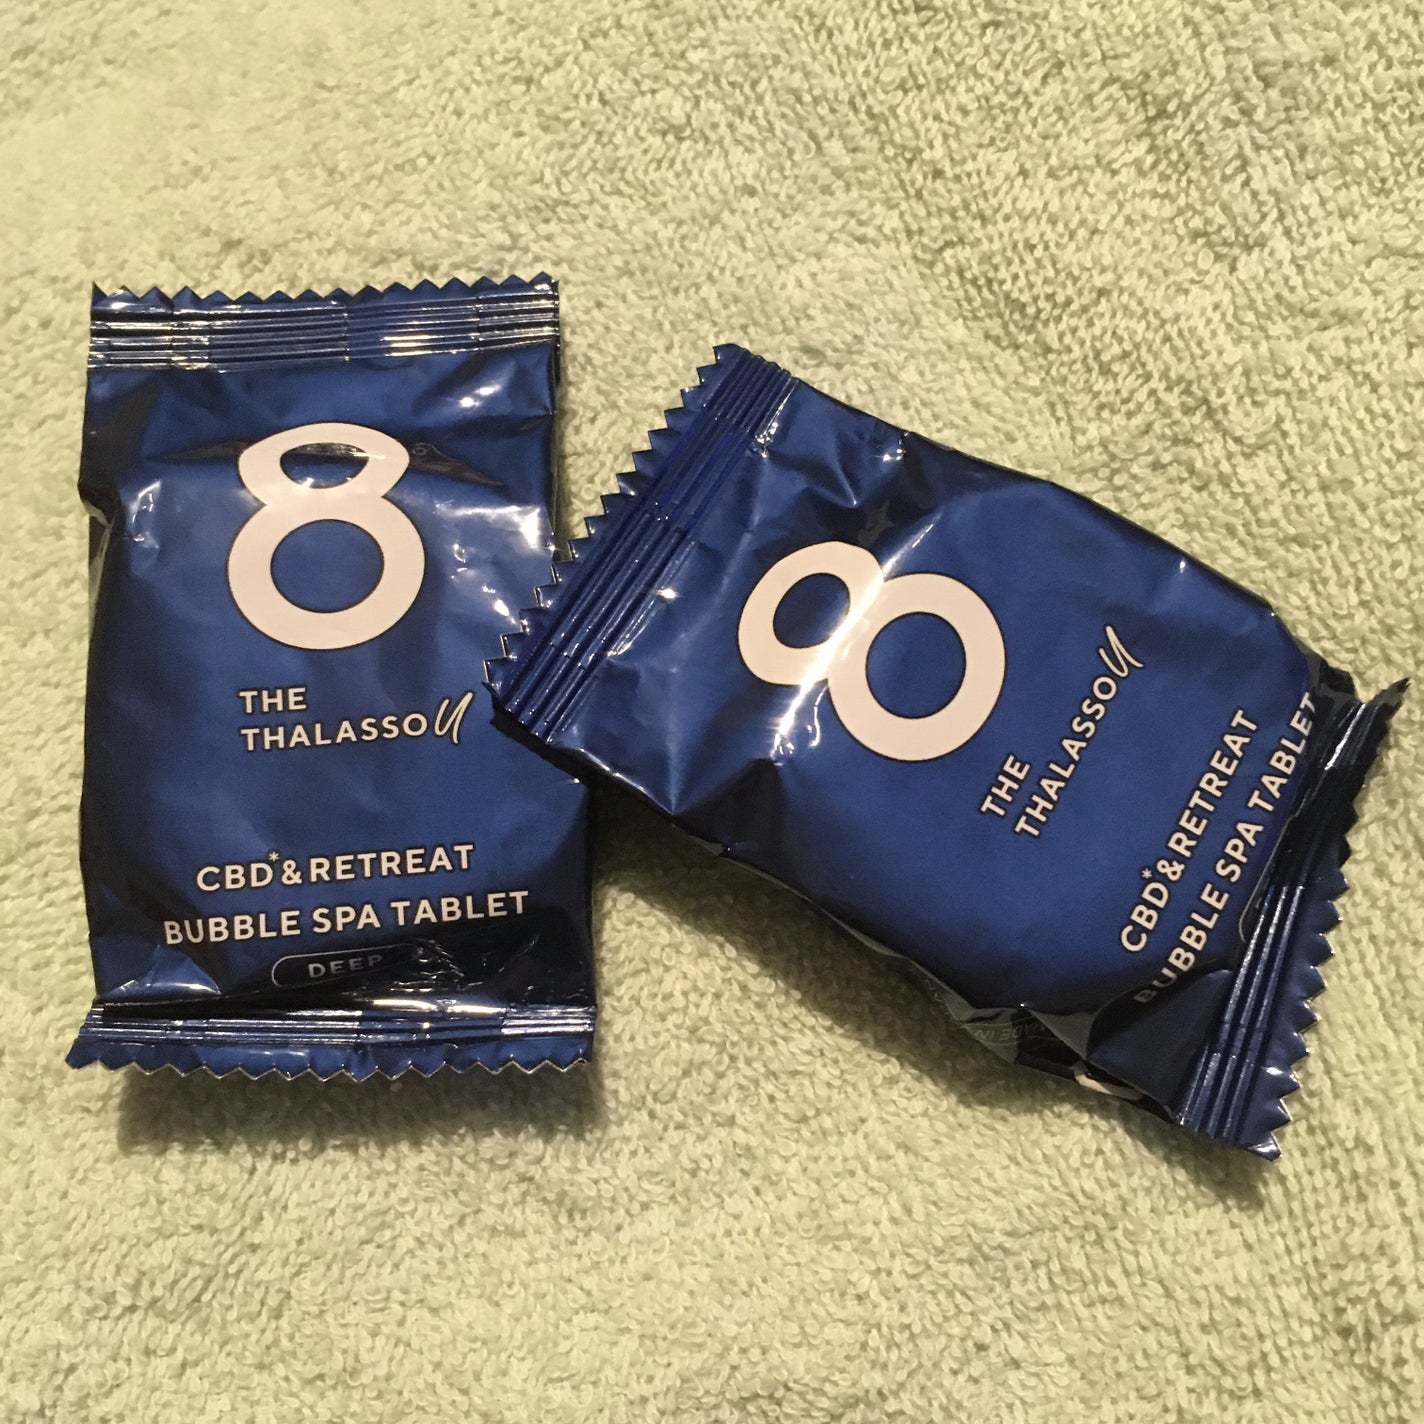 8
THE
THALASSO U
CBD*&RETREAT
BUBBLE SPA TABLET
DEEP
8
THE
THALASSO U
CBD*&RETREAT
BUBBLE SPA TABLET